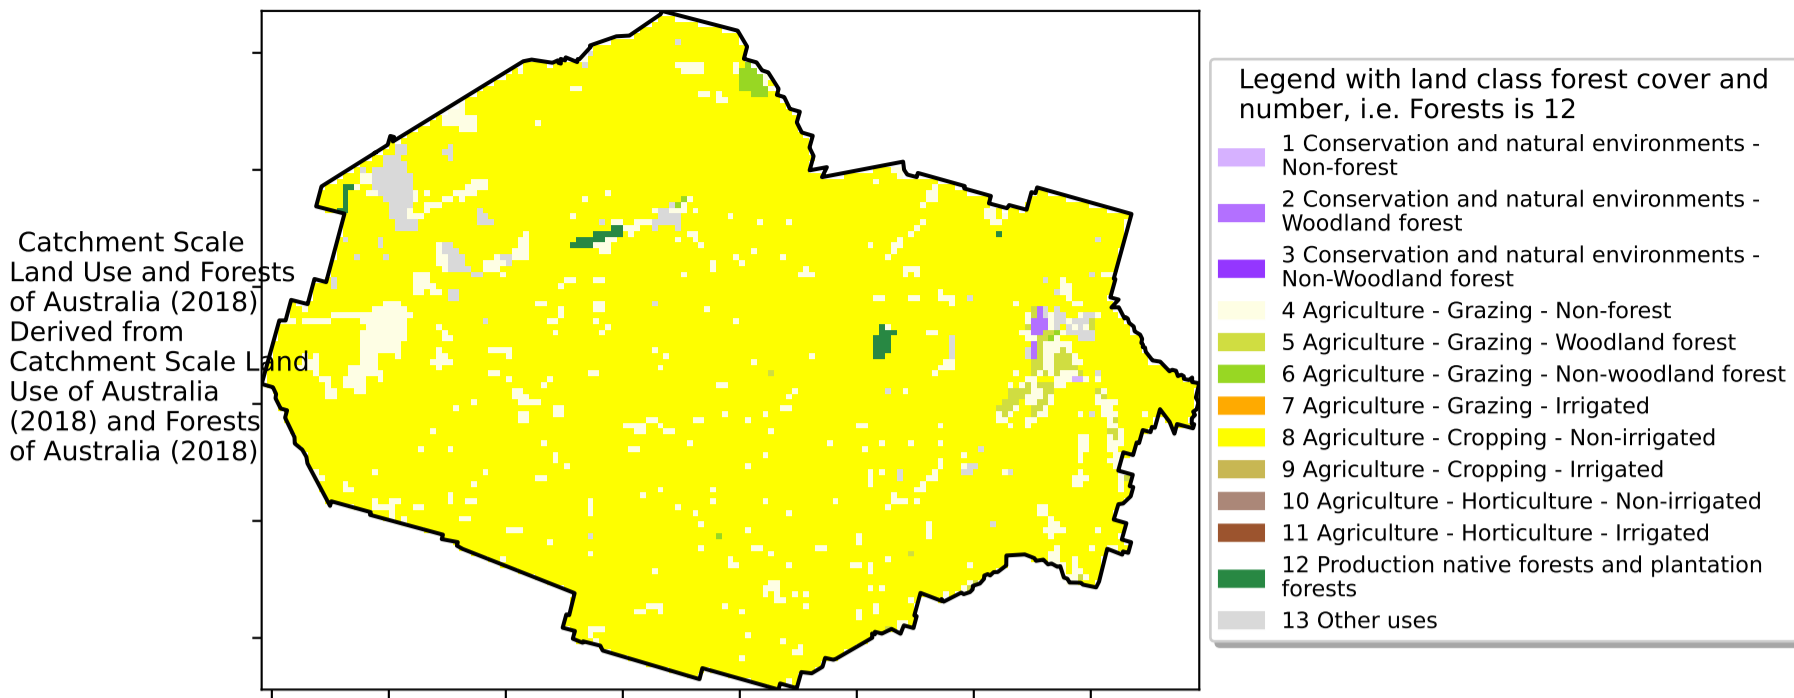 Catchment Scale
Land Use and Forests
of Australia (2018)
Derived from
Catchment Scale Land
Use of Australia
(2018) and Forests
of Australia (2018)
Legend with land class forest cover and
number, i.e. Forests is 12
1 Conservation and natural environments -
Non-forest
2 Conservation and natural environments -
Woodland forest
3 Conservation and natural environments -
Non-Woodland forest
4 Agriculture - Grazing - Non-forest
5 Agriculture - Grazing - Woodland forest
6 Agriculture - Grazing - Non-woodland forest
7 Agriculture - Grazing - Irrigated
8 Agriculture - Cropping - Non-irrigated
9 Agriculture - Cropping - Irrigated
10 Agriculture - Horticulture - Non-irrigated
11 Agriculture - Horticulture - Irrigated
12 Production native forests and plantation
forests
13 Other uses